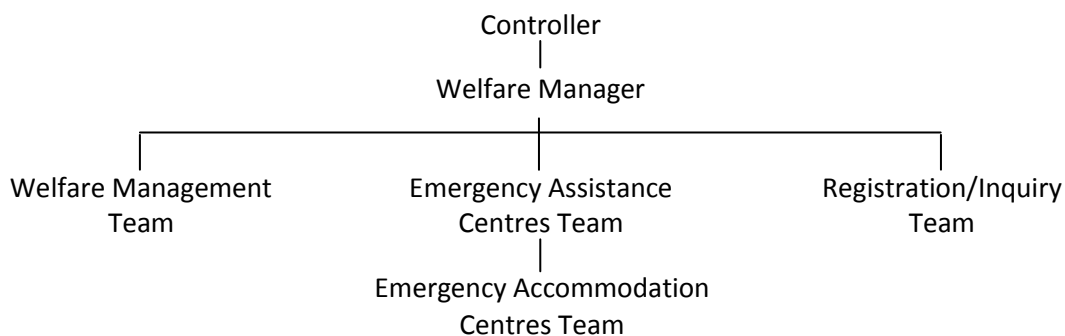 Controller
Welfare Manager
Welfare Management
Team
Emergency Assistance
Centres Team
Registration/Inquiry
Team
Emergency Accommodation
Centres Team